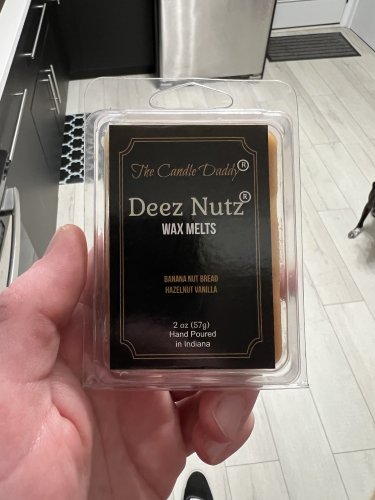 The Candle Daddy®
Deez Nutz®
WAX MELTS
BANANA NUT BREAD
HAZELNUT VANILLA
2 oz (57g)
Hand Poured
in Indiana